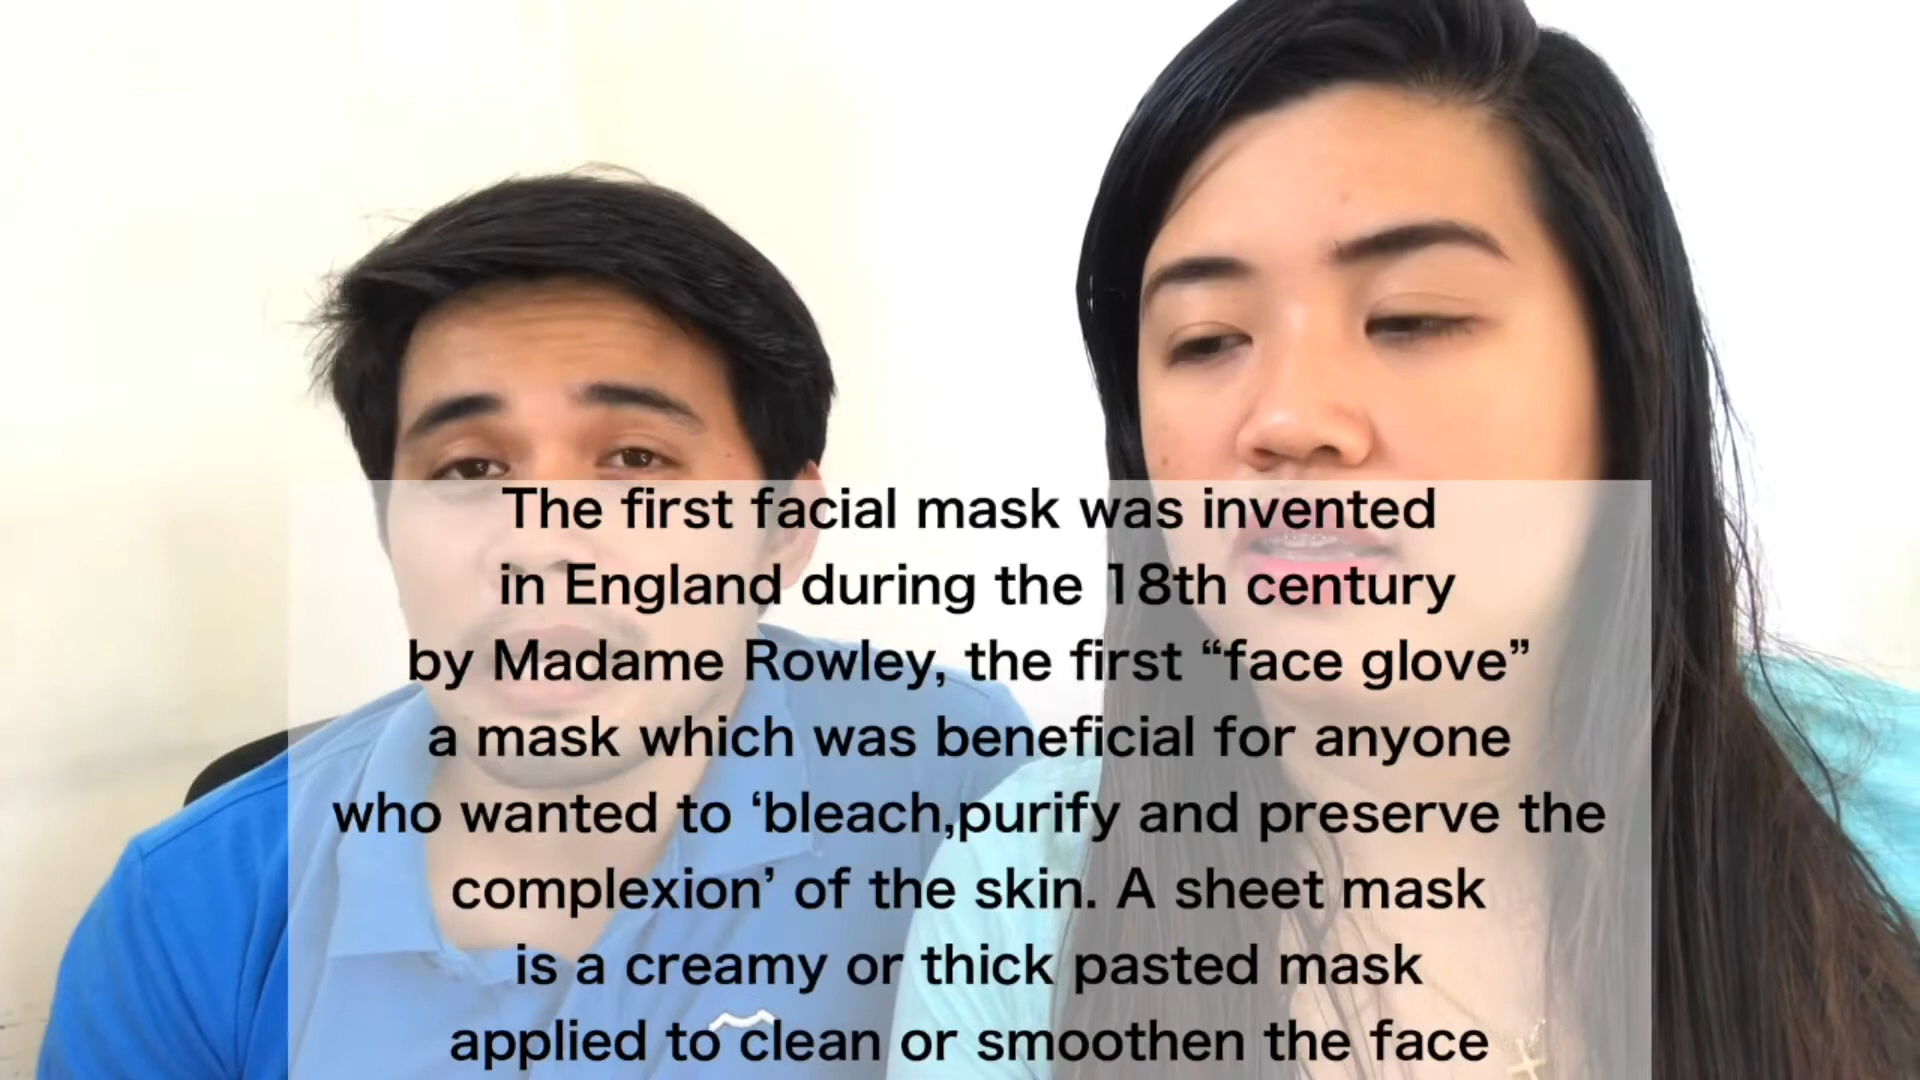 The first facial mask was invented
in England during the 18th century
by Madame Rowley, the first “face glove”
a mask which was beneficial for anyone
who wanted to ‘bleach,purify and preserve the
complexion’ of the skin. A sheet mask
is a creamy or thick pasted mask
applied to clean or smoothen the face